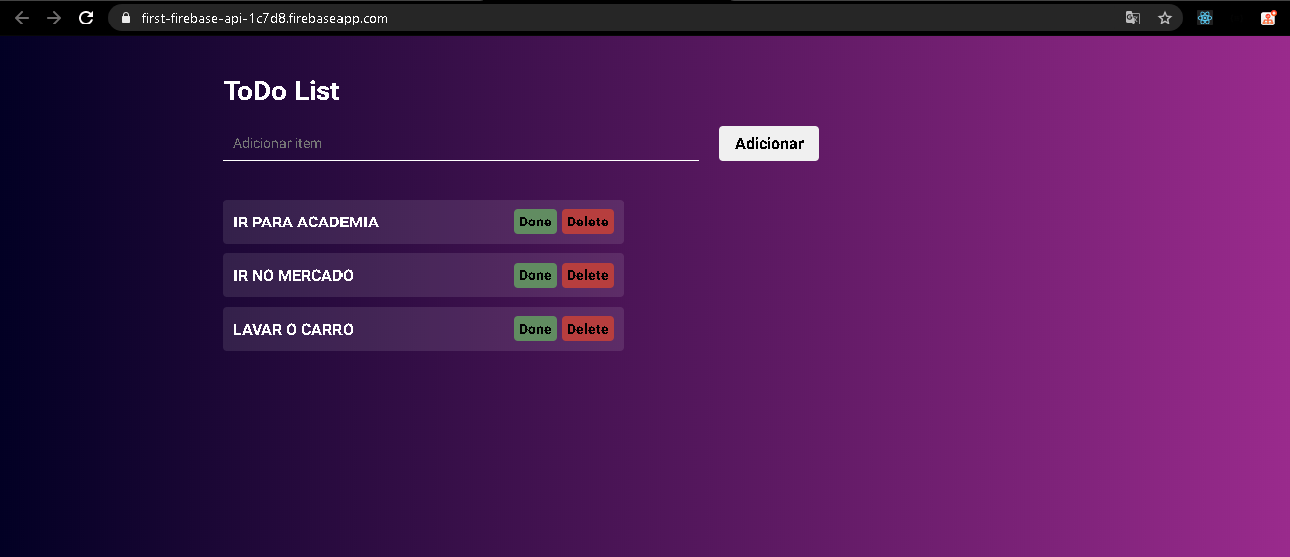 first-firebase-api-1c7d8.firebaseapp.com
ToDo List
Adicionar item
Adicionar
IR PARA ACADEMIA Done Delete
IR NO MERCADO Done Delete
LAVAR O CARRO Done Delete